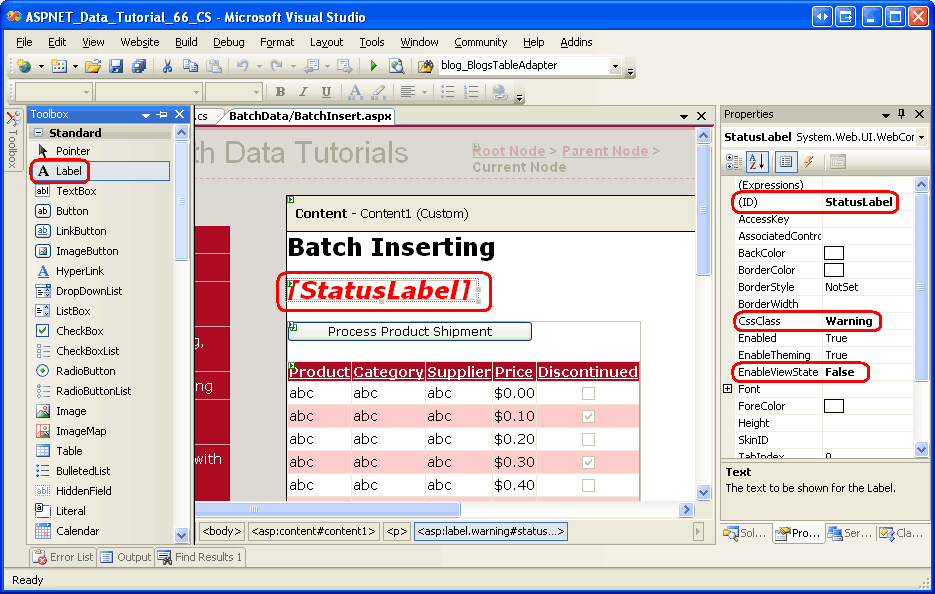 ASPNET_Data_Tutorial_66_CS - Microsoft Visual Studio
File Edit View Website Build Debug Format Layout Tools Window Community Help Addins
blog_BlogsTableAdapter
B I U A
Toolbox
Toolbox
Standard
Pointer
A Label
abl TextBox
ab Button
ab LinkButton
ImageButton
A HyperLink
DropDownList
ListBox
CheckBox
CheckBoxList
RadioButton
RadioButtonList
Image
ImageMap
Table
BulletedList
abl HiddenField
Literal
Calendar
.cs BatchData/BatchInsert.aspx
th Data Tutorials
Root Node > Parent Node >
Current Node
Content - Content1 (Custom)
Batch Inserting
[StatusLabel]
Process Product Shipment
g,
ing
with
Product Category Supplier Price Discontinued
abc abc abc $0.00
abc abc abc $0.10
abc abc abc $0.20
abc abc abc $0.30
abc abc abc $0.40
<body> <asp:content#content1> <p> <asp:label.warning#status...>
Properties
StatusLabel System.Web.UI.WebCor
(Expressions)
(ID) StatusLabel
AccessKey
AssociatedContro
BackColor
BorderColor
BorderStyle NotSet
BorderWidth
CssClass Warning
Enabled True
EnableTheming True
EnableViewState False
Font
ForeColor
Height
SkinID
TabIndex 0
Text
The text to be shown for the Label.
Sol... Pro... Ser... Cla...
Error List Output Find Results 1
Ready